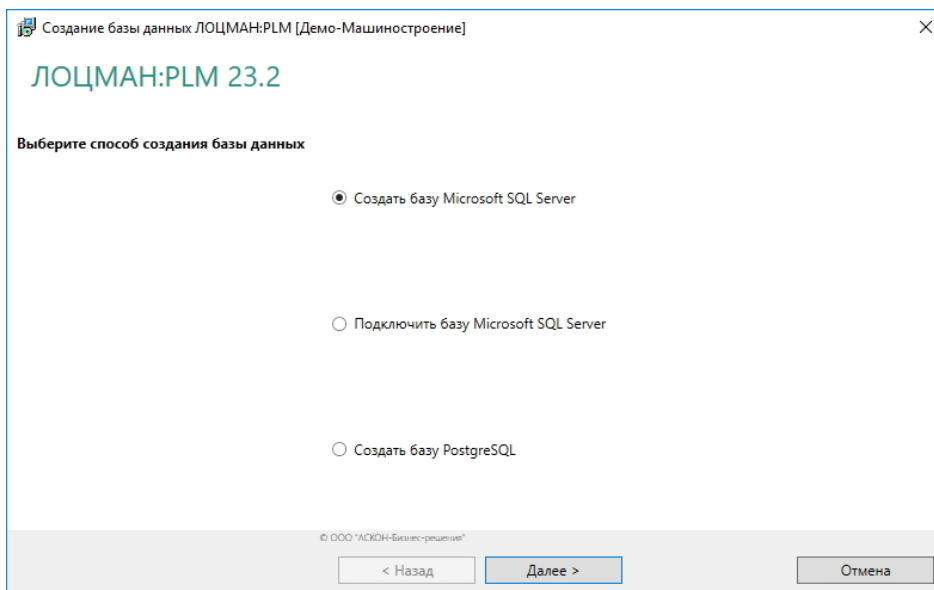 Создание базы данных ЛОЦМАН:PLM [Демо-Машиностроение]
ЛОЦМАН:PLM 23.2
Выберите способ создания базы данных
Создать базу Microsoft SQL Server
Подключить базу Microsoft SQL Server
Создать базу PostgreSQL
© ООО "АСКОН-Бизнес-решения"
< Назад
Далее >
Отмена